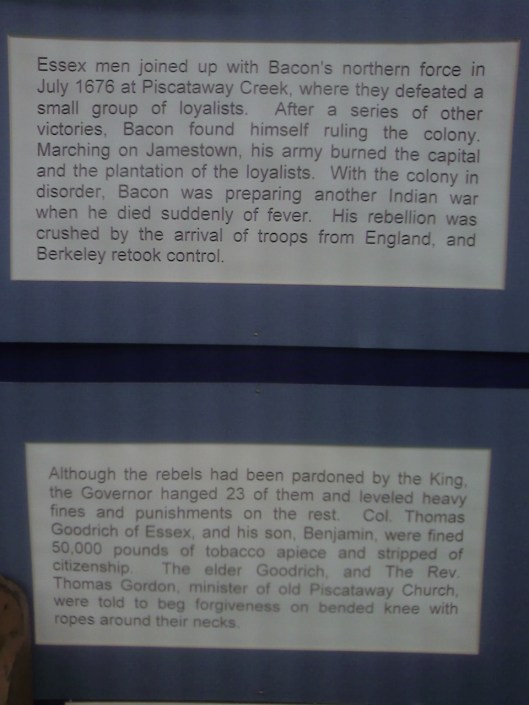 Essex men joined up with Bacon's northern force in
July 1676 at Piscataway Creek, where they defeated a
small group of loyalists. After a series of other
victories, Bacon found himself ruling the colony.
Marching on Jamestown, his army burned the capital
and the plantation of the loyalists. With the colony in
disorder, Bacon was preparing another Indian war
when he died suddenly of fever. His rebellion was
crushed by the arrival of troops from England, and
Berkeley retook control.
Although the rebels had been pardoned by the King,
the Governor hanged 23 of them and leveled heavy
fines and punishments on the rest. Col. Thomas
Goodrich of Essex, and his son, Benjamin, were fined
50,000 pounds of tobacco apiece and stripped of
citizenship. The elder Goodrich, and The Rev.
Thomas Gordon, minister of old Piscataway Church,
were told to beg forgiveness on bended knee with
ropes around their necks.